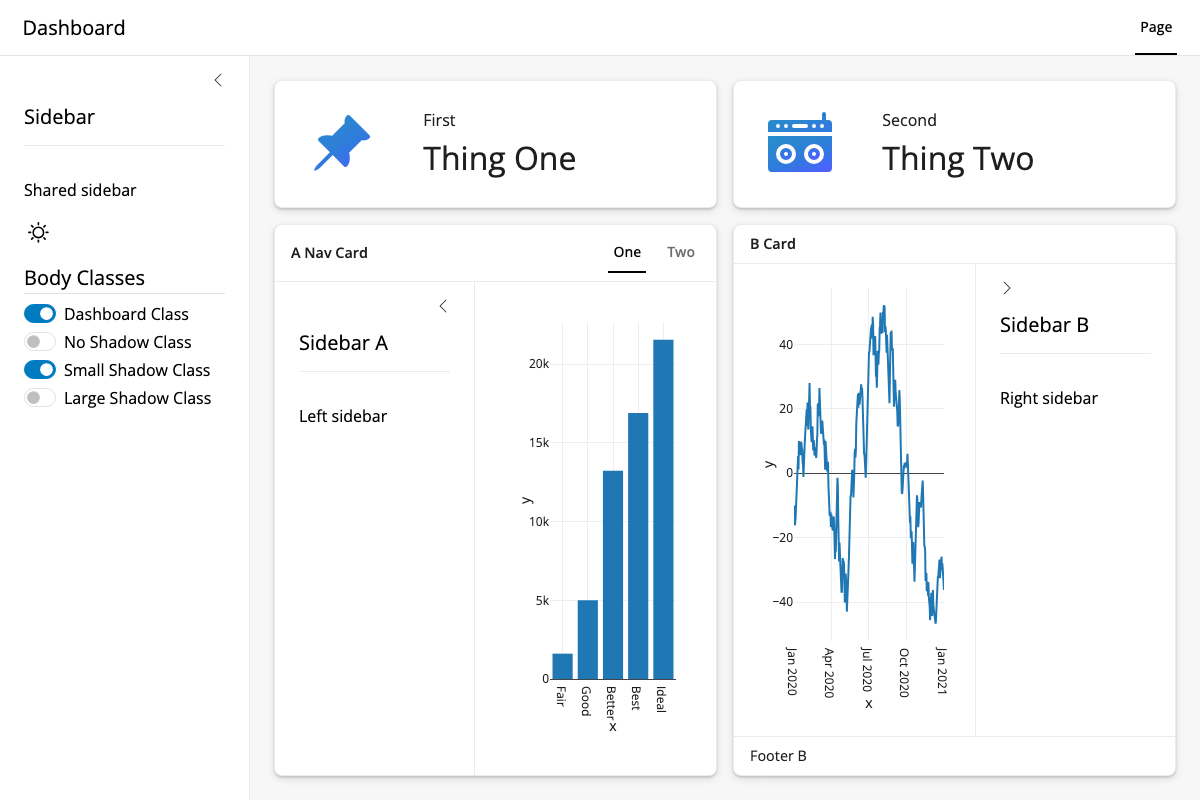 Dashboard
Page
Sidebar
Shared sidebar
Body Classes
Dashboard Class
No Shadow Class
Small Shadow Class
Large Shadow Class
First
Thing One
Second
Thing Two
A Nav Card
One
Two
Sidebar A
Left sidebar
20k
15k
10k
5k
0
y
Fair
Good
Better
Best
Ideal
x
B Card
40
20
0
−20
−40
y
Jan 2020
Apr 2020
Jul 2020
Oct 2020
Jan 2021
x
Sidebar B
Right sidebar
Footer B